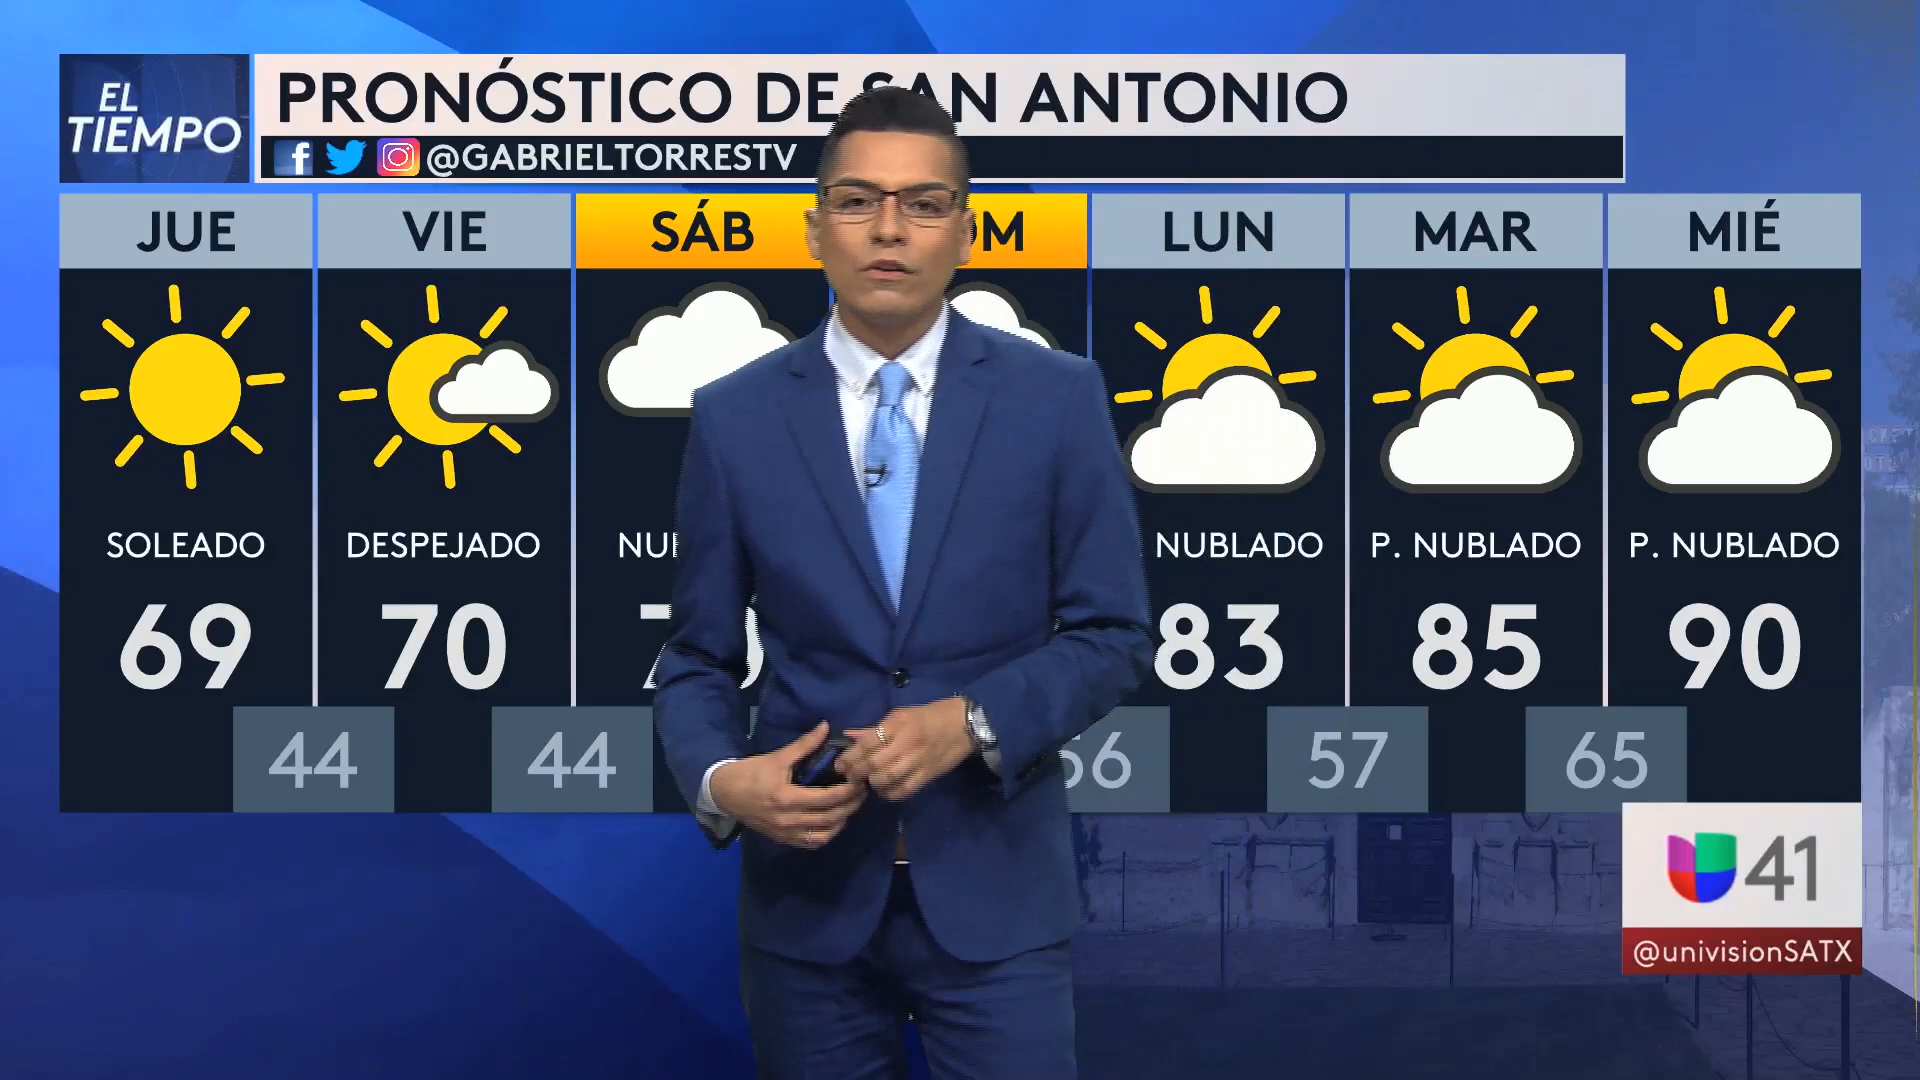 EL
TIEMPO
PRONÓSTICO DE SAN ANTONIO
@GABRIELTORRESTV
JUE VIE SÁB LUN MAR MIÉ
SOLEADO DESPEJADO NUBLADO P. NUBLADO P. NUBLADO
69 70 83 85 90
44 44 57 65
41
@univisionSATX